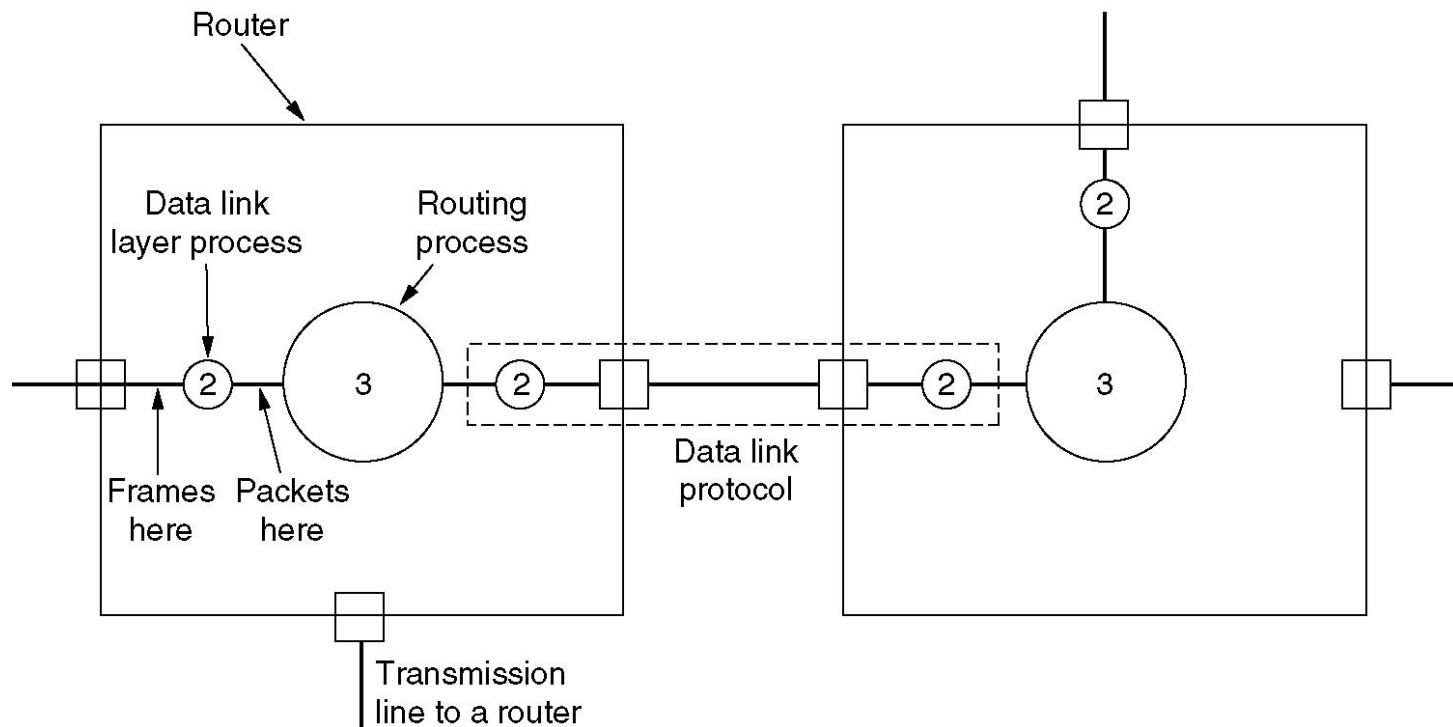 Router
Data link
layer process
Routing
process
2
2
3
2
2
3
Frames
here
Packets
here
Data link
protocol
Transmission
line to a router